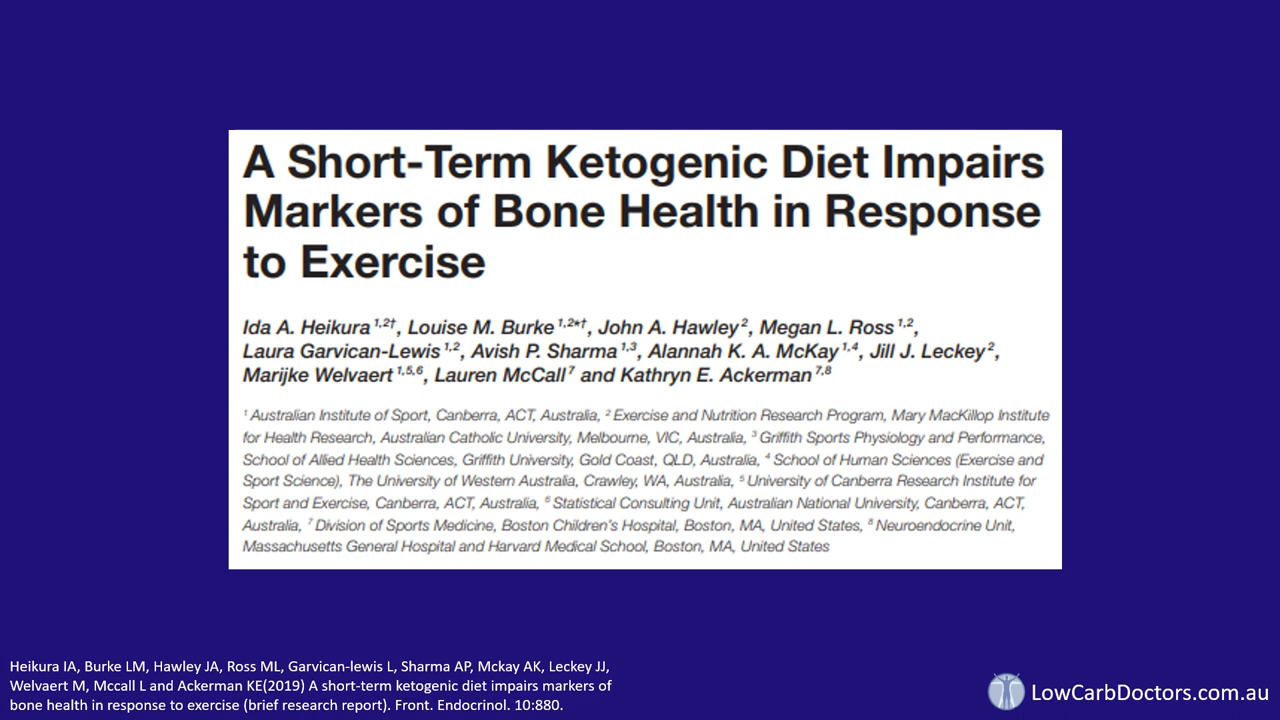 A Short-Term Ketogenic Diet Impairs
Markers of Bone Health in Response
to Exercise
Ida A. Heikura 1,2†, Louise M. Burke 1,2*†, John A. Hawley 2, Megan L. Ross 1,2,
Laura Garvican-Lewis 1,2, Avish P. Sharma 1,3, Alannah K. A. McKay 1,4, Jill J. Leckey 2,
Marijke Welvaert 1,5,6, Lauren McCall 7 and Kathryn E. Ackerman 7,8
1 Australian Institute of Sport, Canberra, ACT, Australia, 2 Exercise and Nutrition Research Program, Mary MacKillop Institute
for Health Research, Australian Catholic University, Melbourne, VIC, Australia, 3 Griffith Sports Physiology and Performance,
School of Allied Health Sciences, Griffith University, Gold Coast, QLD, Australia, 4 School of Human Sciences (Exercise and
Sport Science), The University of Western Australia, Crawley, WA, Australia, 5 University of Canberra Research Institute for
Sport and Exercise, Canberra, ACT, Australia, 6 Statistical Consulting Unit, Australian National University, Canberra, ACT,
Australia, 7 Division of Sports Medicine, Boston Children's Hospital, Boston, MA, United States, 8 Neuroendocrine Unit,
Massachusetts General Hospital and Harvard Medical School, Boston, MA, United States
Heikura IA, Burke LM, Hawley JA, Ross ML, Garvican-lewis L, Sharma AP, Mckay AK, Leckey JJ,
Welvaert M, Mccall L and Ackerman KE(2019) A short-term ketogenic diet impairs markers of
bone health in response to exercise (brief research report). Front. Endocrinol. 10:880.
LowCarbDoctors.com.au